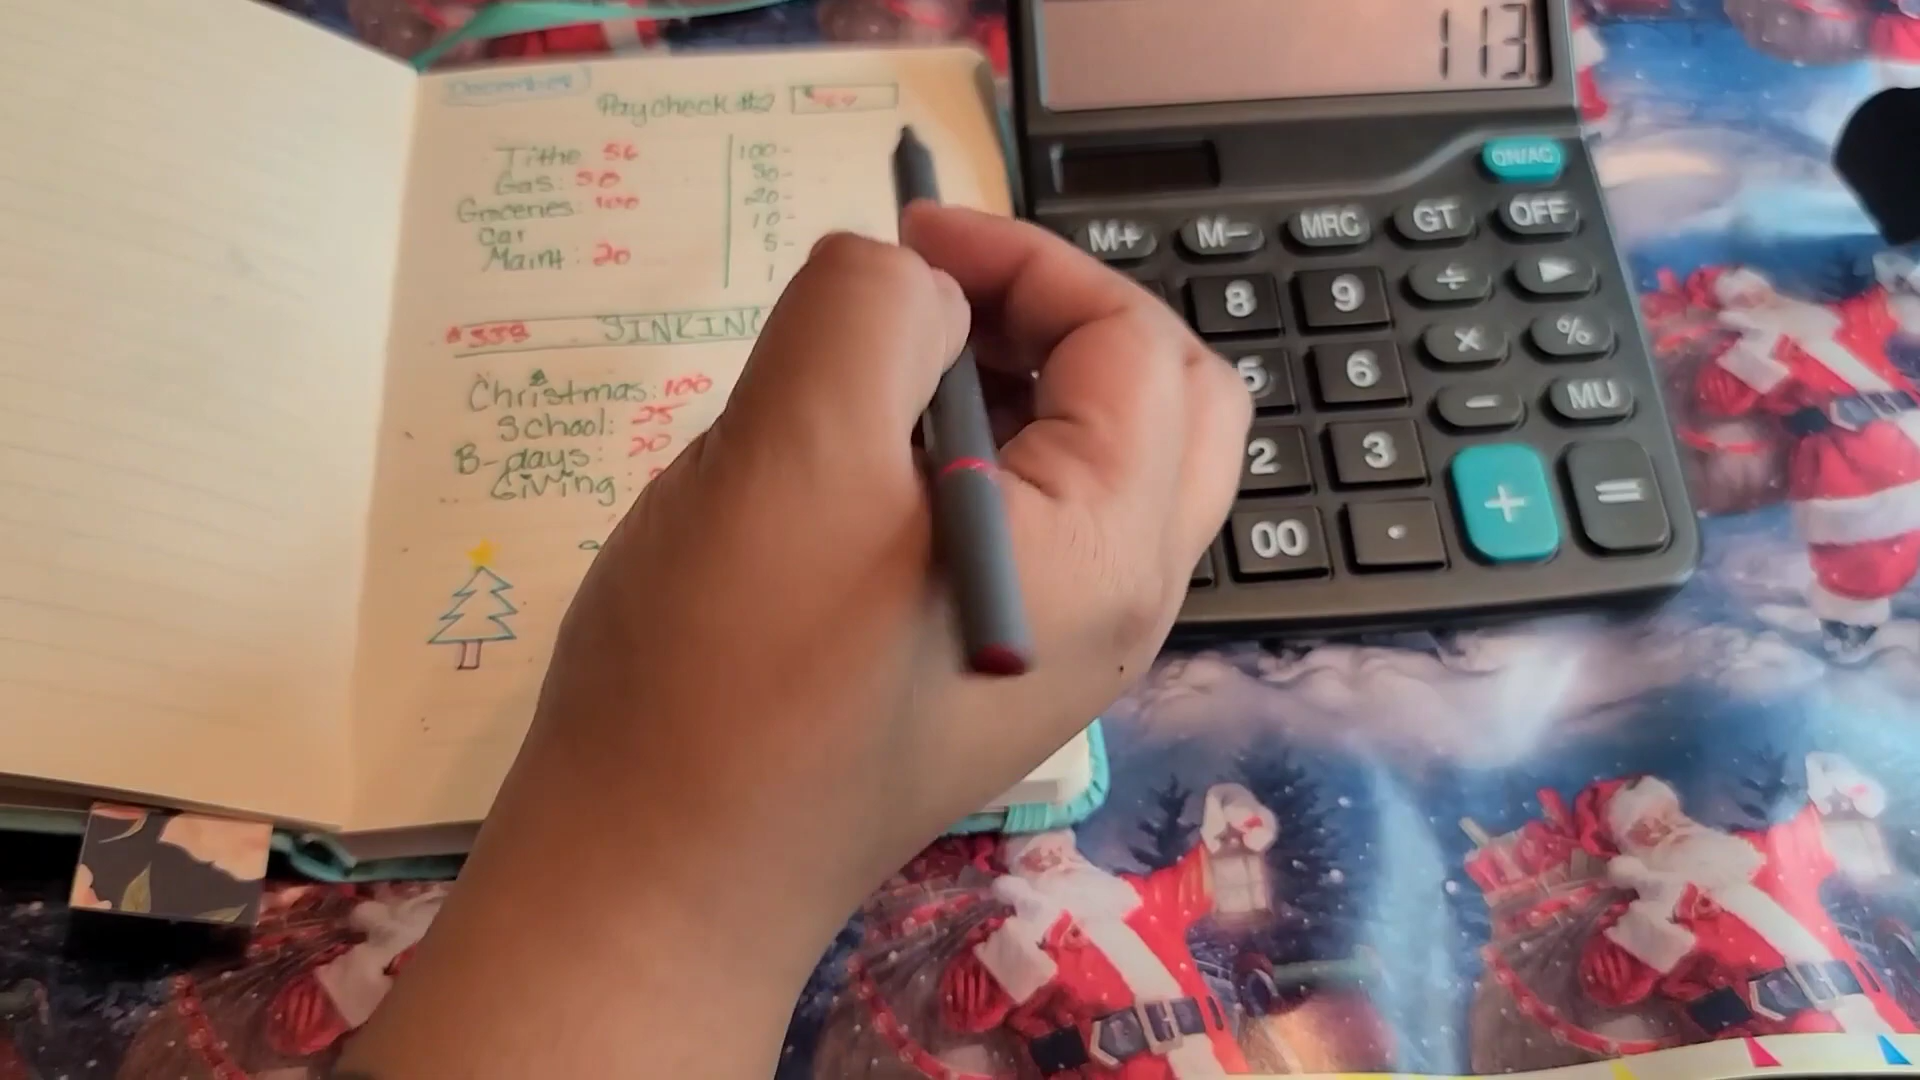 113.
December
Paycheck #2
Tithe 56
Gas: 50
Groceries: 100
Car
Maint: 20
100-
50-
20-
10-
5-
1
$338 SINKING
Christmas: 100
School: 25
B-days: 20
Giving:
ON/AC
M+ M- MRC GT OFF
8 9 ÷ ▶
5 6 × %
2 3 - MU
00 . + =